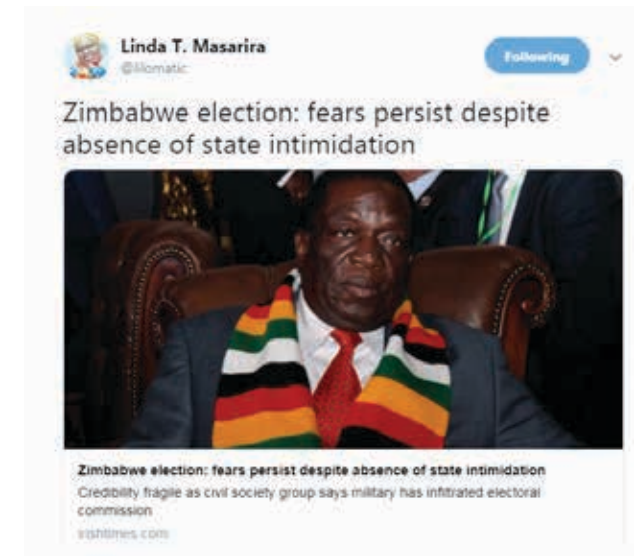 Linda T. Masarira
@lilomatic
Following
Zimbabwe election: fears persist despite
absence of state intimidation
Zimbabwe election: fears persist despite absence of state intimidation
Credibility fragile as civil society group says military has infiltrated electoral
commission
irishtimes.com